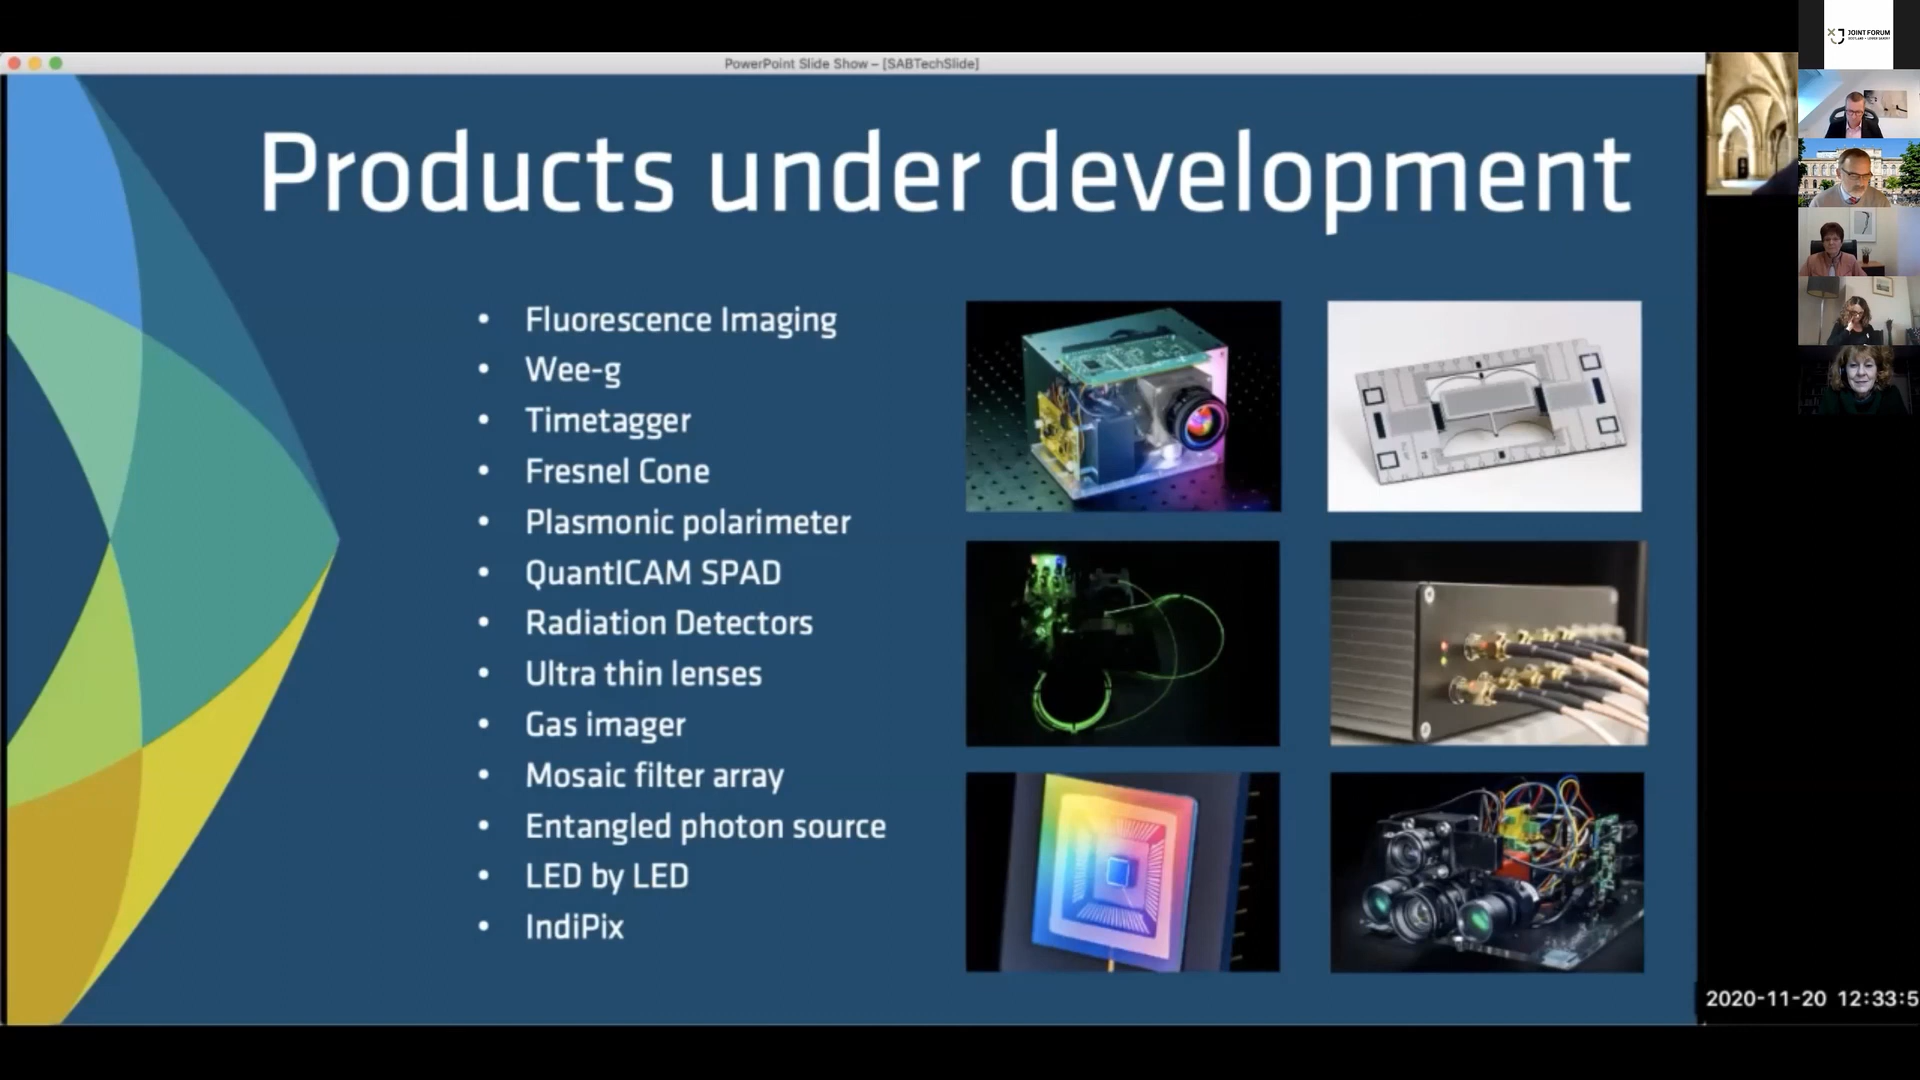 PowerPoint Slide Show – [SABTechSlide]
JOINT FORUM
Products under development
• Fluorescence Imaging
• Wee-g
• Timetagger
• Fresnel Cone
• Plasmonic polarimeter
• QuantICAM SPAD
• Radiation Detectors
• Ultra thin lenses
• Gas imager
• Mosaic filter array
• Entangled photon source
• LED by LED
• IndiPix
2020-11-20 12:33:5